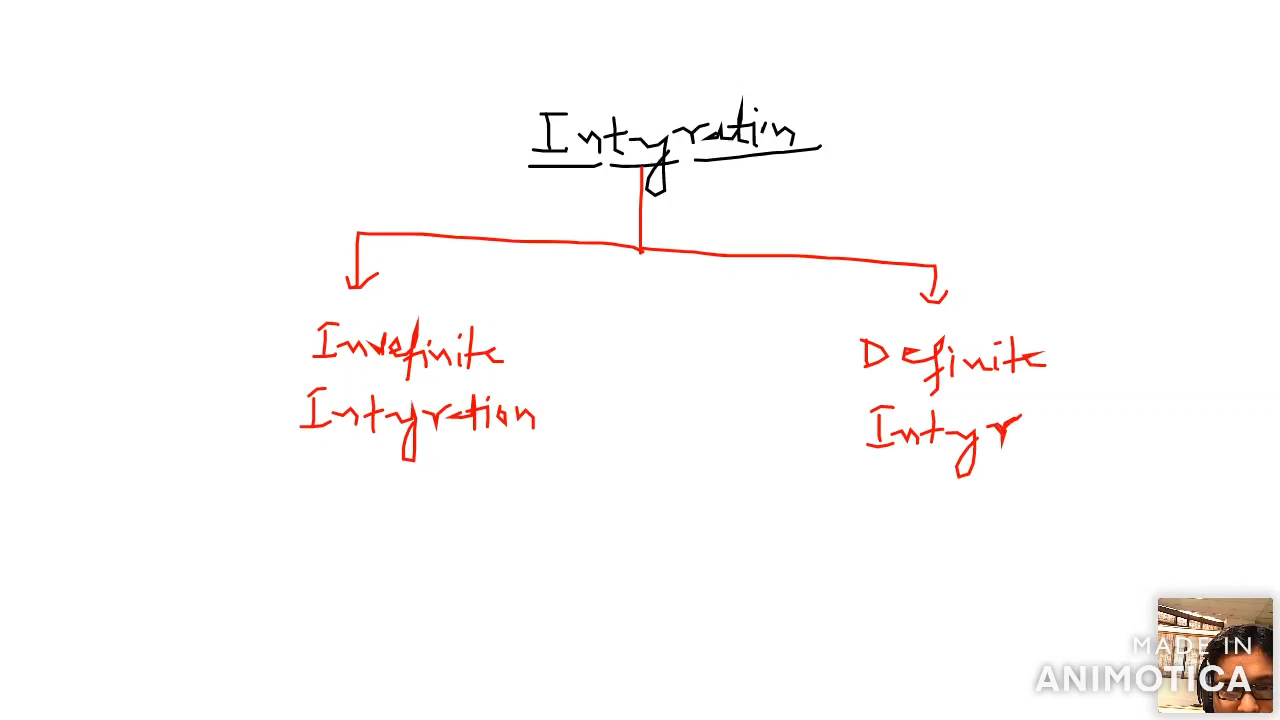 Integration
Indefinite
Integration
Definite
Integr
MADE IN
ANIMOTICA